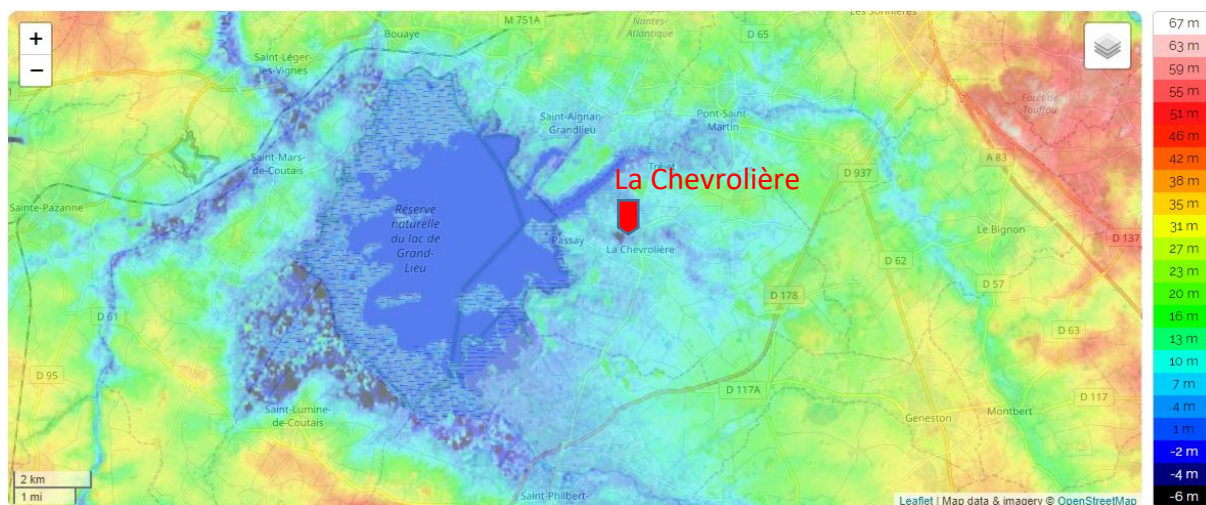 +
−
M 751A
Nantes-
Atlantique
Les Sorinières
Bouaye
D 65
Saint-Léger-
les-Vignes
Forêt de
Touffou
Saint-Aignan-
Grandlieu
Pont-Saint-
Martin
Saint-Mars-
de-Coutais
A 83
D 937
La Chevrolière
Sainte-Pazanne
Réserve
naturelle
du lac de
Grand-
Lieu
Passay
La Chevrolière
Le Bignon
D 137
D 62
D 57
D 178
D 61
D 63
D 95
D 117A
D 117
Saint-Lumine-
de-Coutais
Geneston
Montbert
2 km
1 mi
Saint-Philbert-
Leaflet | Map data & imagery © OpenStreetMap
67 m
63 m
59 m
55 m
51 m
46 m
42 m
38 m
35 m
31 m
27 m
23 m
20 m
16 m
13 m
10 m
7 m
4 m
1 m
-2 m
-4 m
-6 m